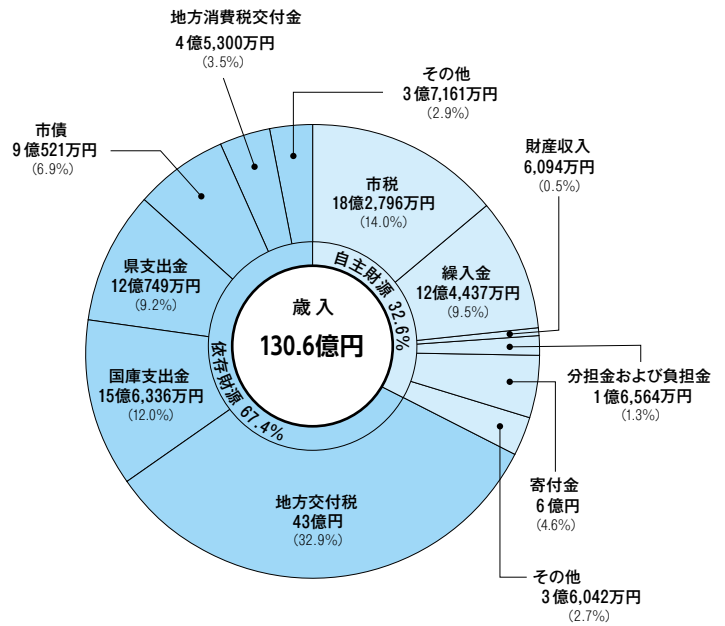 地方消費税交付金
4億5,300万円
(3.5%)
その他
3億7,161万円
(2.9%)
市債
9億521万円
(6.9%)
財産収入
6,094万円
(0.5%)
市税
18億2,796万円
(14.0%)
県支出金
12億749万円
(9.2%)
繰入金
12億4,437万円
(9.5%)
自主財源 32.6%
歳入
130.6億円
依存財源 67.4%
国庫支出金
15億6,336万円
(12.0%)
分担金および負担金
1億6,564万円
(1.3%)
寄付金
6億円
(4.6%)
地方交付税
43億円
(32.9%)
その他
3億6,042万円
(2.7%)